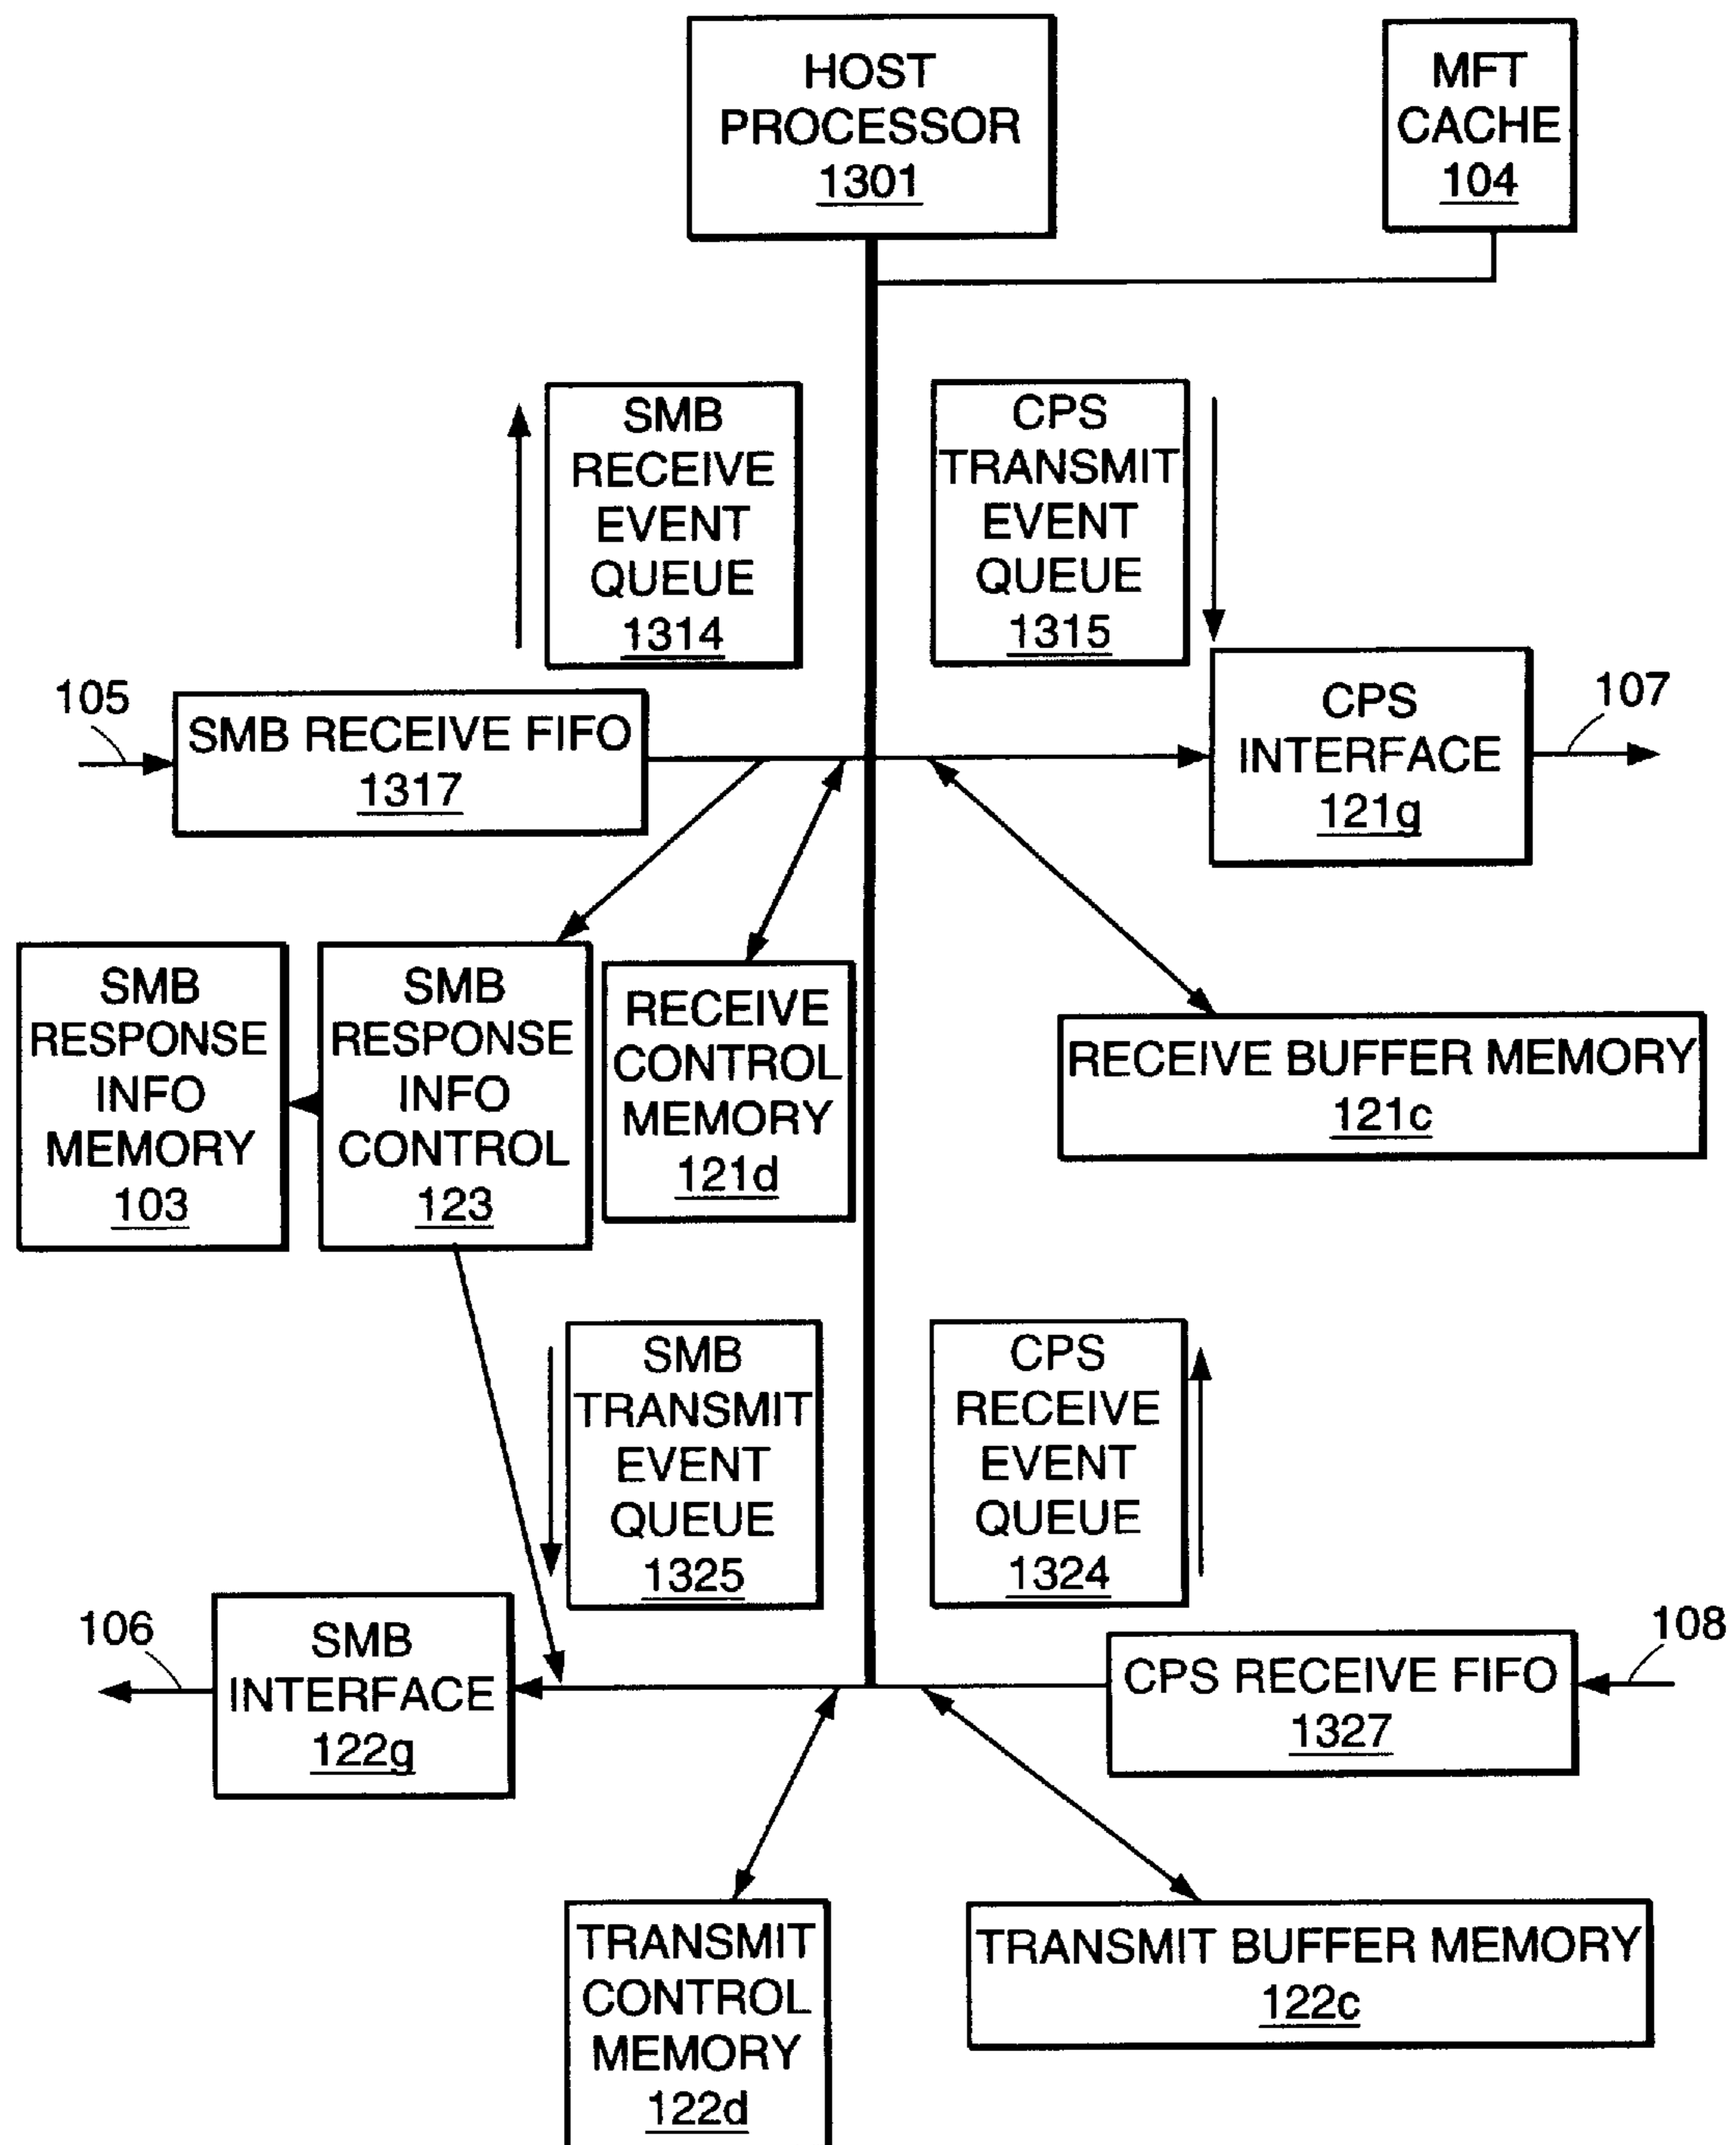 HOST
PROCESSOR
1301
MFT
CACHE
104
SMB
RECEIVE
EVENT
QUEUE
1314
CPS
TRANSMIT
EVENT
QUEUE
1315
105
SMB RECEIVE FIFO
1317
CPS
INTERFACE
121g
107
SMB
RESPONSE
INFO
MEMORY
103
SMB
RESPONSE
INFO
CONTROL
123
RECEIVE
CONTROL
MEMORY
121d
RECEIVE BUFFER MEMORY
121c
SMB
TRANSMIT
EVENT
QUEUE
1325
CPS
RECEIVE
EVENT
QUEUE
1324
106
SMB
INTERFACE
122g
CPS RECEIVE FIFO
1327
108
TRANSMIT
CONTROL
MEMORY
122d
TRANSMIT BUFFER MEMORY
122c